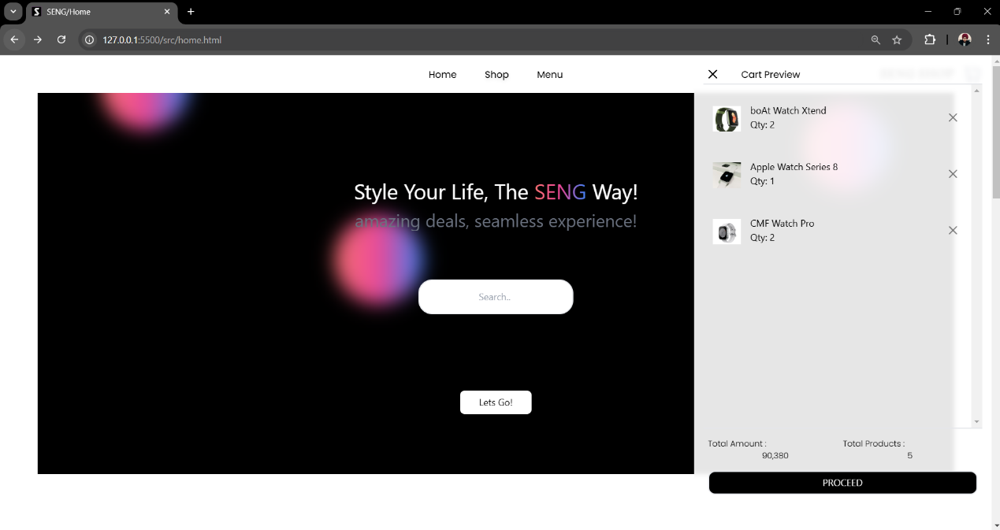 SENG/Home
127.0.0.1:5500/src/home.html
Home Shop Menu
Cart Preview
boAt Watch Xtend
Qty: 2
Apple Watch Series 8
Qty: 1
CMF Watch Pro
Qty: 2
Style Your Life, The SENG Way!
amazing deals, seamless experience!
Search..
Lets Go!
Total Amount :
90,380
Total Products :
5
PROCEED